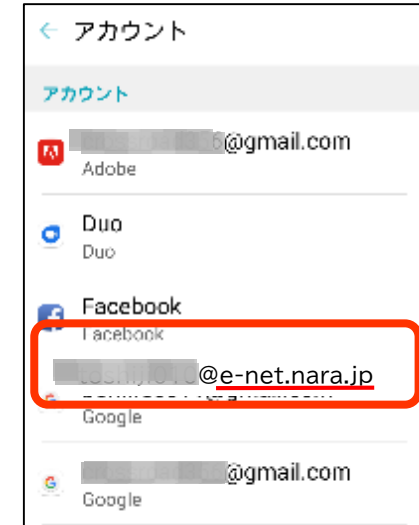 アカウント
アカウント
@gmail.com
Adobe
Duo
Duo
Facebook
Facebook
@e-net.nara.jp
Google
@gmail.com
Google